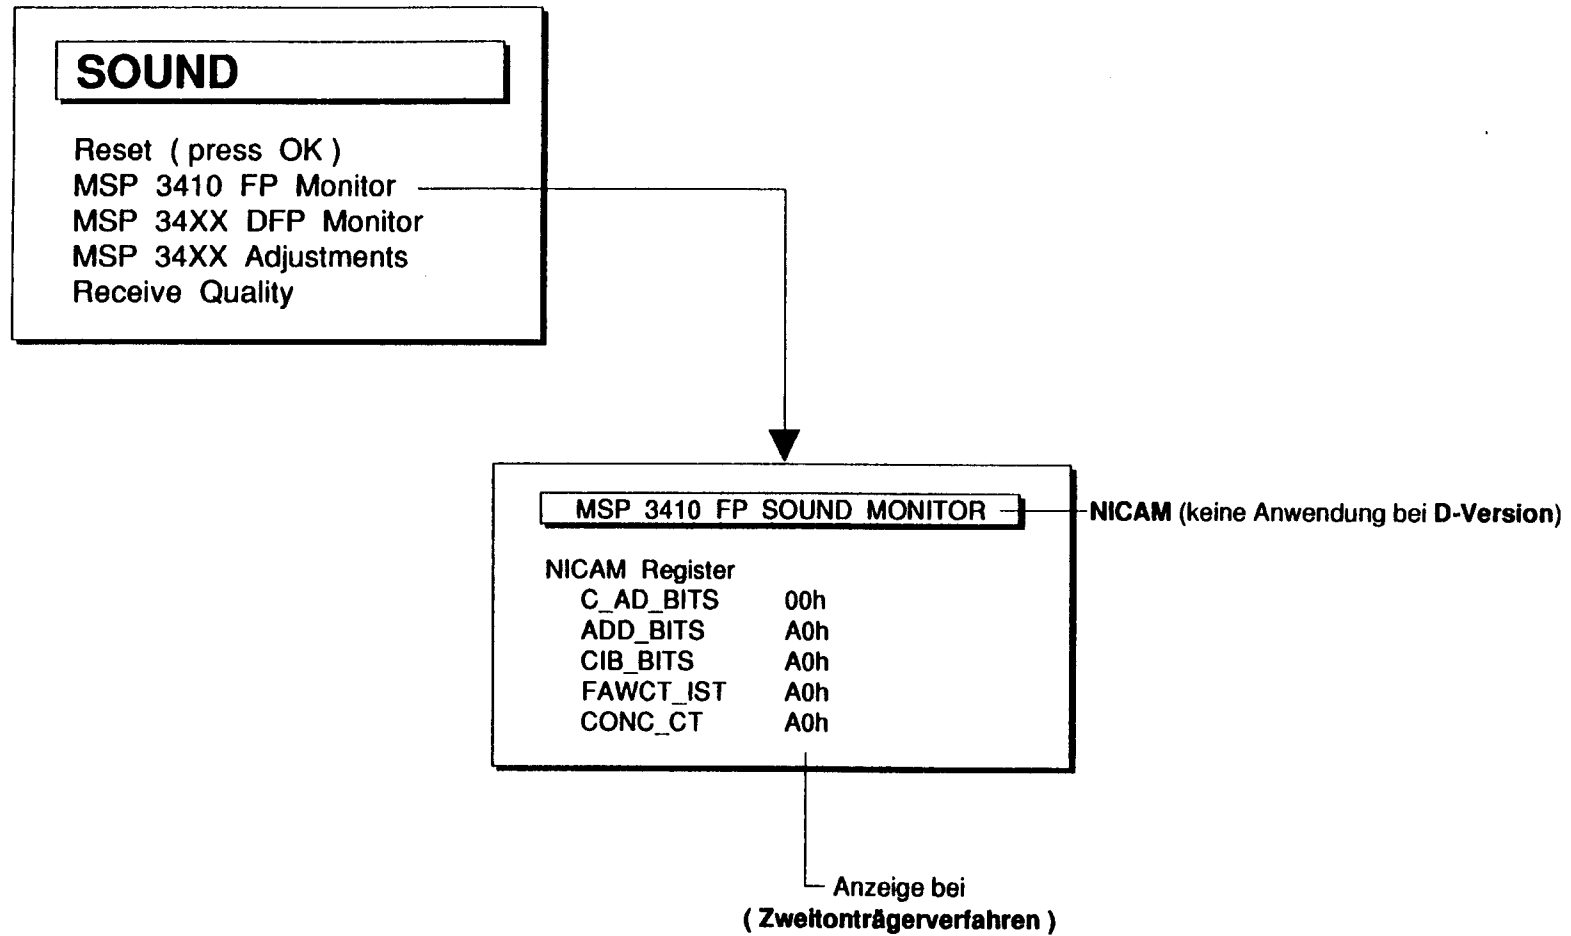 SOUND
Reset ( press OK )
MSP 3410 FP Monitor
MSP 34XX DFP Monitor
MSP 34XX Adjustments
Receive Quality
MSP 3410 FP SOUND MONITOR
NICAM (keine Anwendung bei D-Version)
NICAM Register
C_AD_BITS 00h
ADD_BITS A0h
CIB_BITS A0h
FAWCT_IST A0h
CONC_CT A0h
Anzeige bei
( Zweitonträgerverfahren )